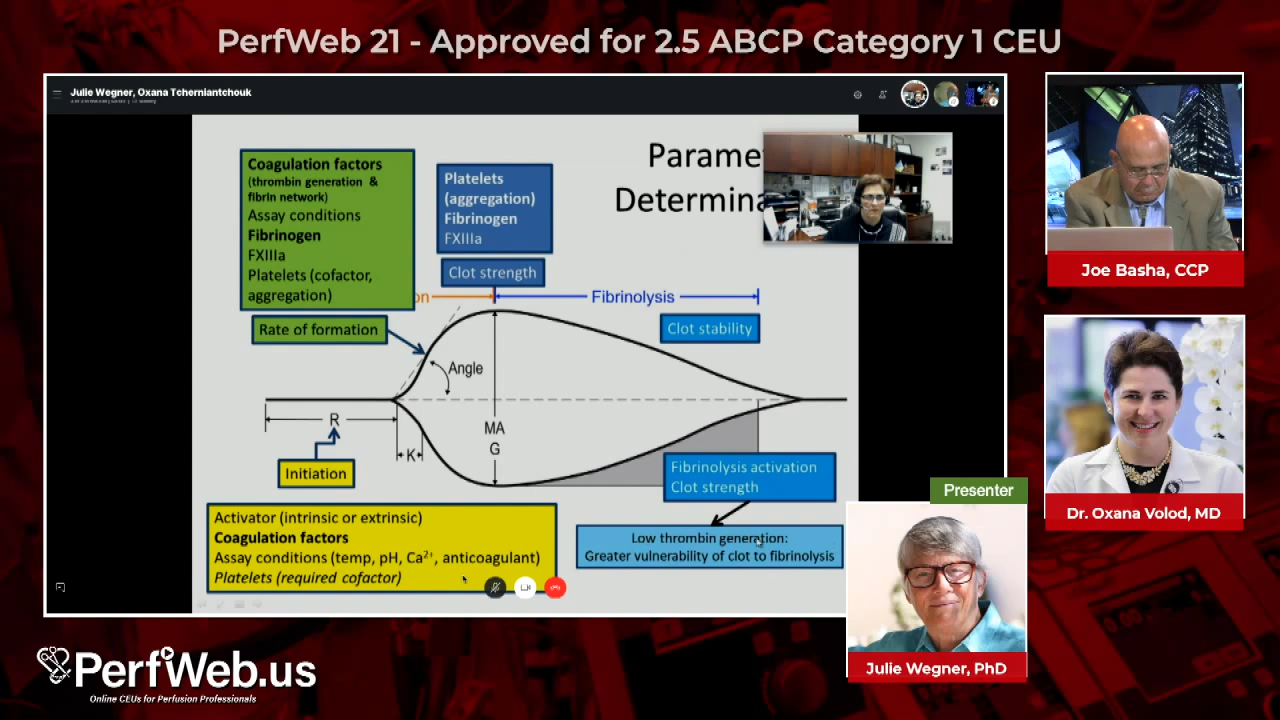 PerfWeb 21 - Approved for 2.5 ABCP Category 1 CEU
Julie Wegner, Oxana Tcherniantchouk
Parame
Determina
Coagulation factors
(thrombin generation &
fibrin network)
Assay conditions
Fibrinogen
FXIIIa
Platelets (cofactor,
aggregation)
Platelets
(aggregation)
Fibrinogen
FXIIIa
Clot strength
on
Fibrinolysis
Rate of formation
Clot stability
Angle
R
MA
G
K
Initiation
Fibrinolysis activation
Clot strength
Activator (intrinsic or extrinsic)
Coagulation factors
Assay conditions (temp, pH, Ca²⁺, anticoagulant)
Platelets (required cofactor)
Low thrombin generation:
Greater vulnerability of clot to fibrinolysis
Joe Basha, CCP
Dr. Oxana Volod, MD
Presenter
Julie Wegner, PhD
PerfWeb.us
Online CEUs for Perfusion Professionals